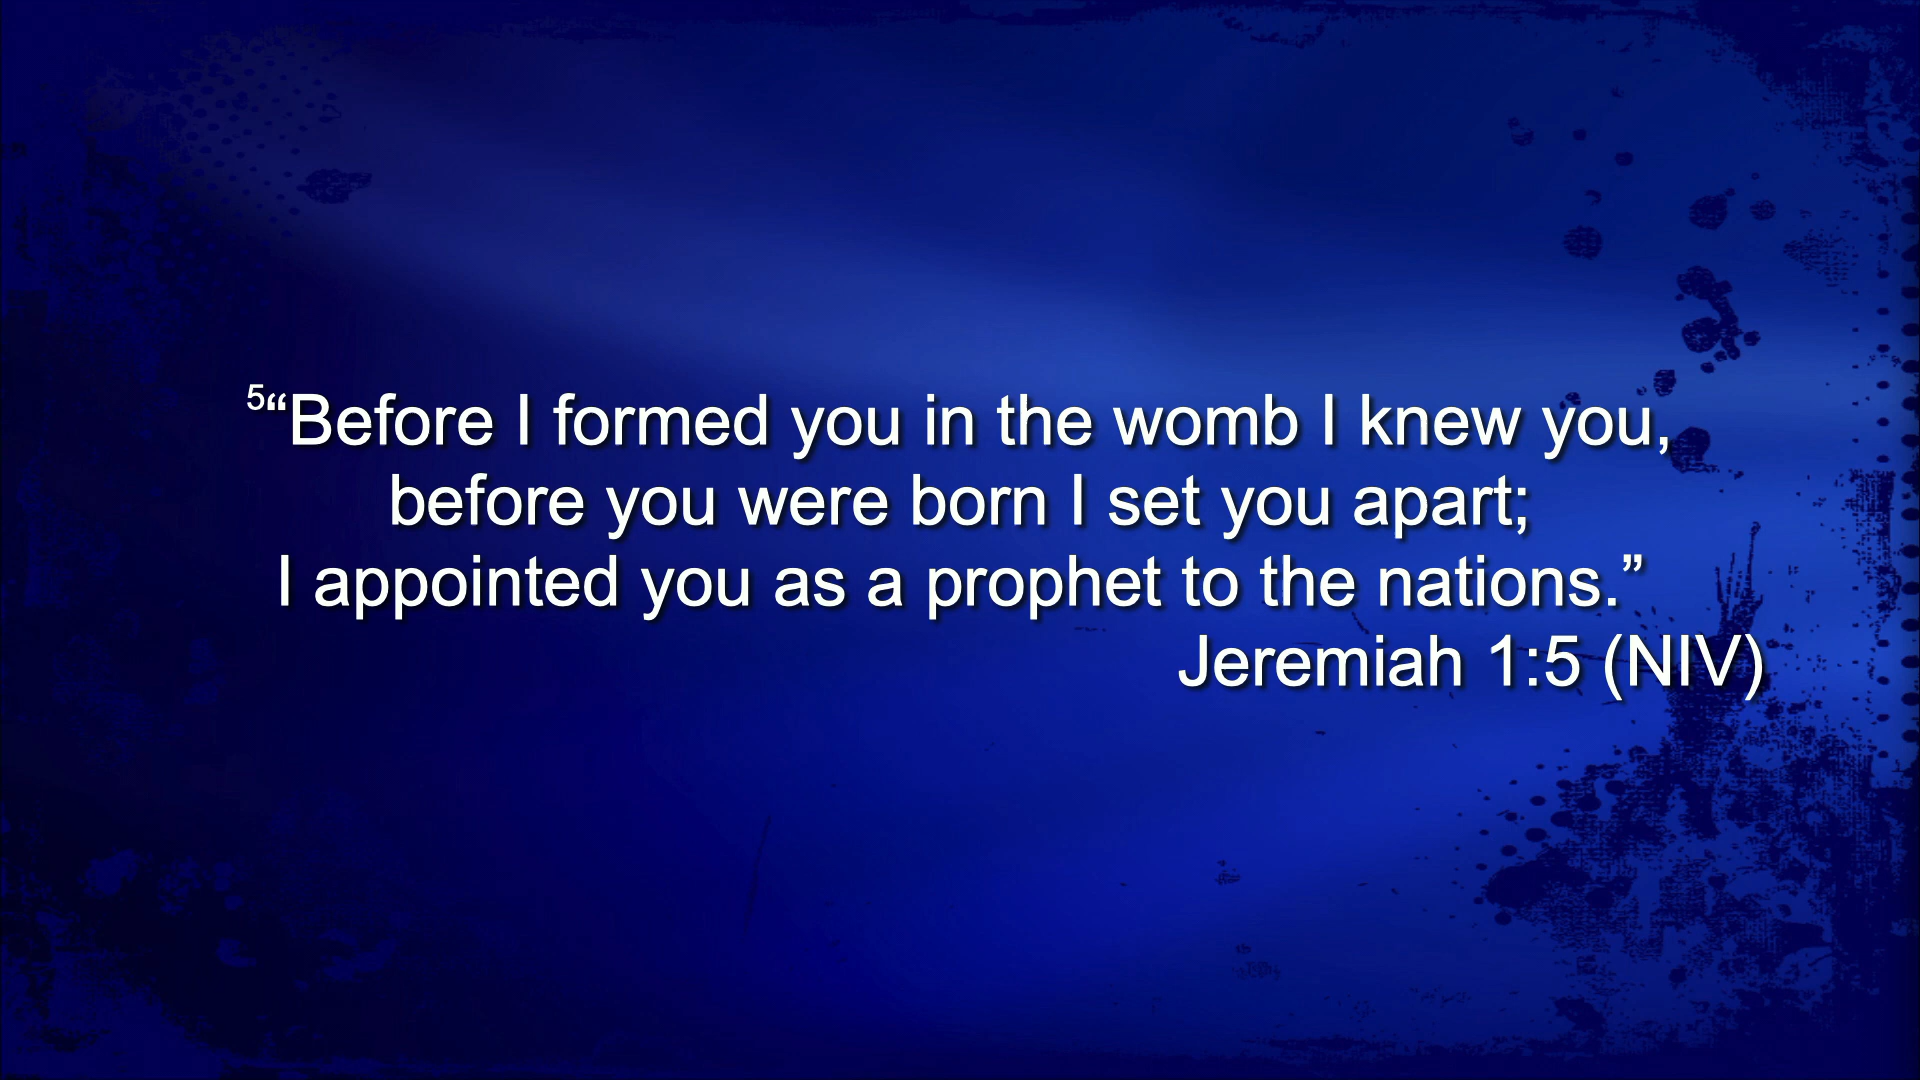 5“Before I formed you in the womb I knew you,
before you were born I set you apart;
I appointed you as a prophet to the nations.”
Jeremiah 1:5 (NIV)